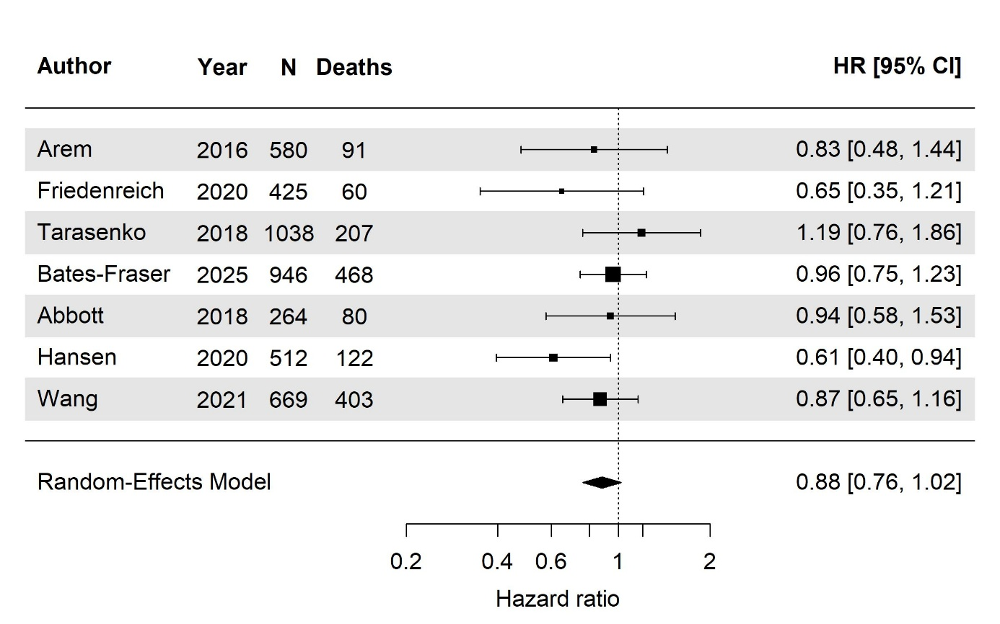 Author Year N Deaths HR [95% CI]
Arem 2016 580 91 0.83 [0.48, 1.44]
Friedenreich 2020 425 60 0.65 [0.35, 1.21]
Tarasenko 2018 1038 207 1.19 [0.76, 1.86]
Bates-Fraser 2025 946 468 0.96 [0.75, 1.23]
Abbott 2018 264 80 0.94 [0.58, 1.53]
Hansen 2020 512 122 0.61 [0.40, 0.94]
Wang 2021 669 403 0.87 [0.65, 1.16]
Random-Effects Model 0.88 [0.76, 1.02]
0.2 0.4 0.6 1 2
Hazard ratio